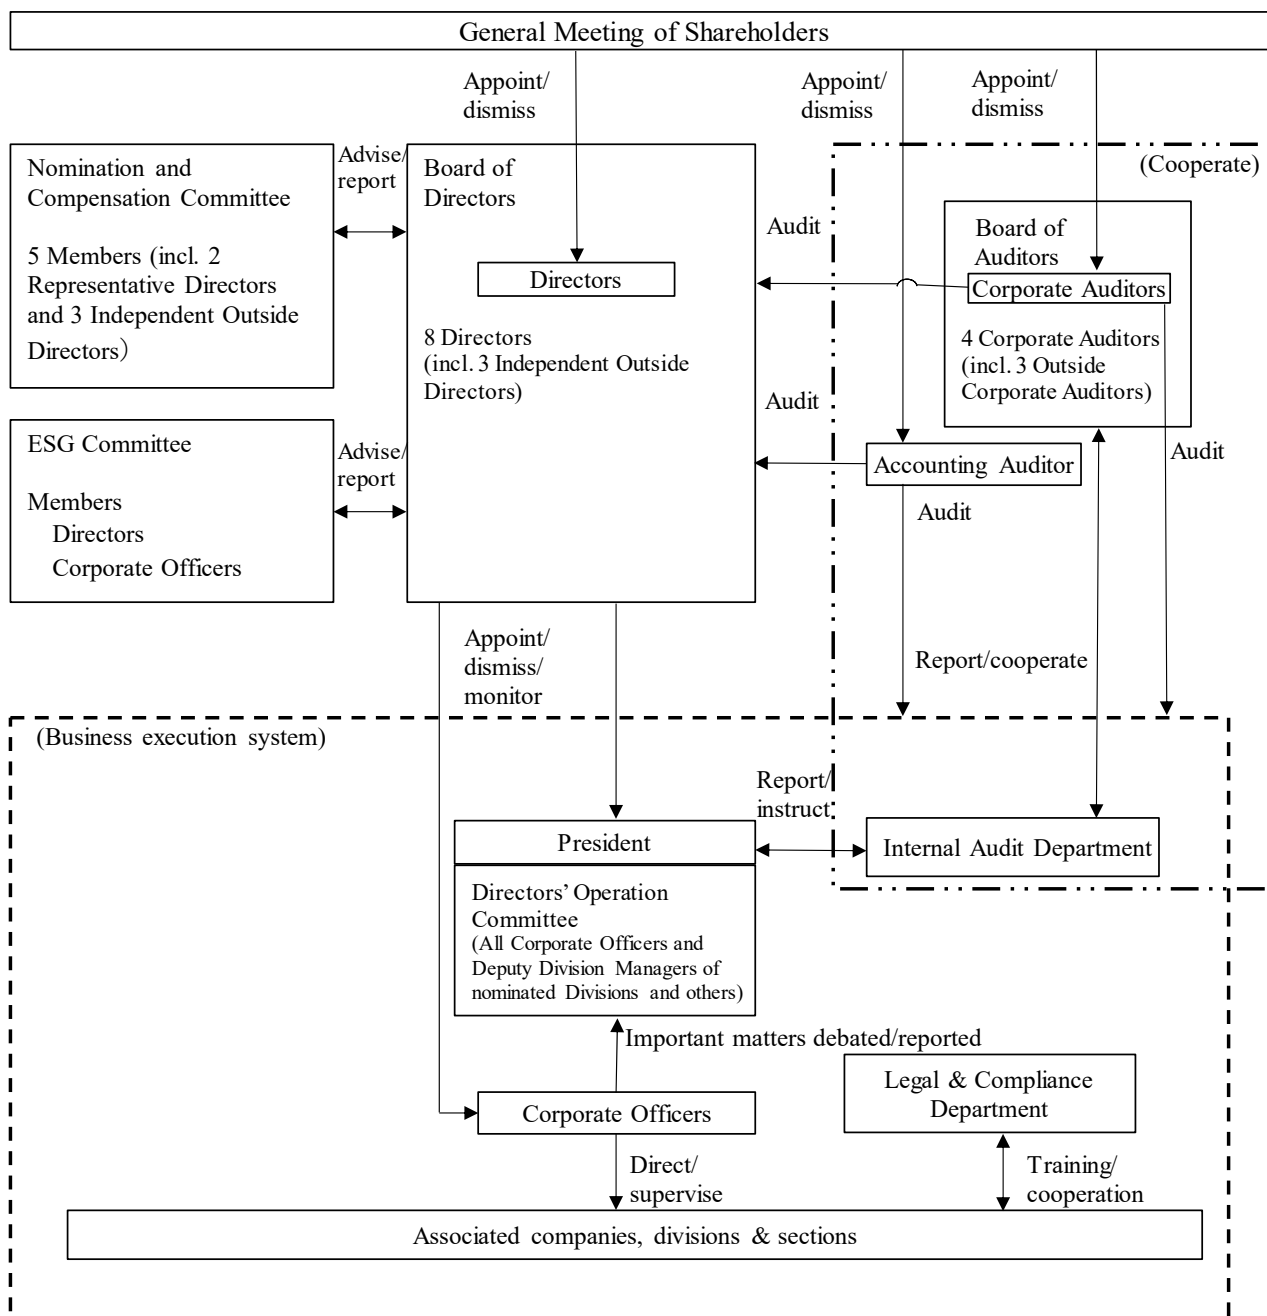 General Meeting of Shareholders
Appoint/
dismiss
Appoint/
dismiss
Appoint/
dismiss
Nomination and
Compensation Committee
5 Members (incl. 2
Representative Directors
and 3 Independent Outside
Directors)
Advise/
report
Board of
Directors
Directors
8 Directors
(incl. 3 Independent Outside
Directors)
Audit
Audit
(Cooperate)
Board of
Auditors
Corporate Auditors
4 Corporate Auditors
(incl. 3 Outside
Corporate Auditors)
ESG Committee
Members
Directors
Corporate Officers
Advise/
report
Accounting Auditor
Audit
Audit
Appoint/
dismiss/
monitor
Report/cooperate
(Business execution system)
Report/
instruct
President
Internal Audit Department
Directors' Operation
Committee
(All Corporate Officers and
Deputy Division Managers of
nominated Divisions and others)
Important matters debated/reported
Legal & Compliance
Department
Corporate Officers
Direct/
supervise
Training/
cooperation
Associated companies, divisions & sections